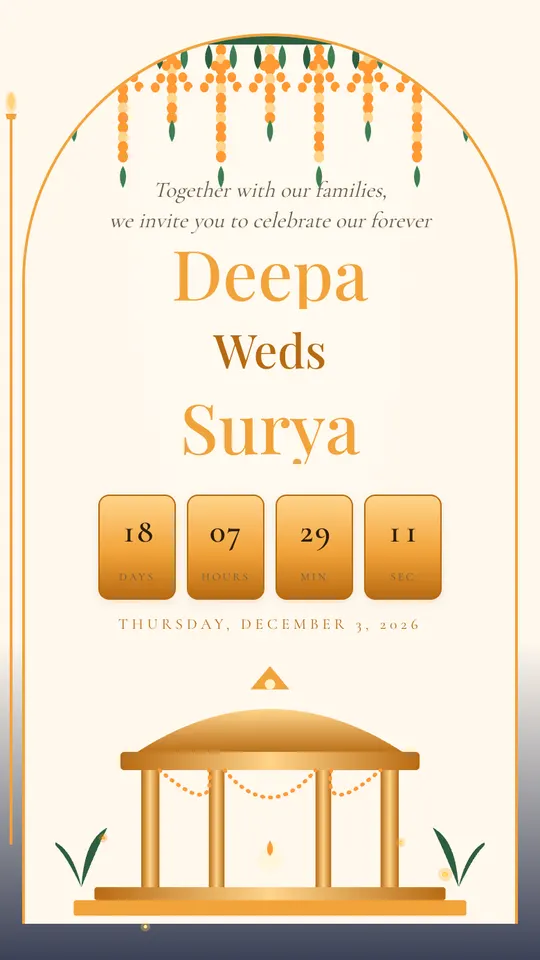 Together with our families,
we invite you to celebrate our forever
Deepa
Weds
Surya
18 07 29 11
DAYS HOURS MIN SEC
THURSDAY, DECEMBER 3, 2026